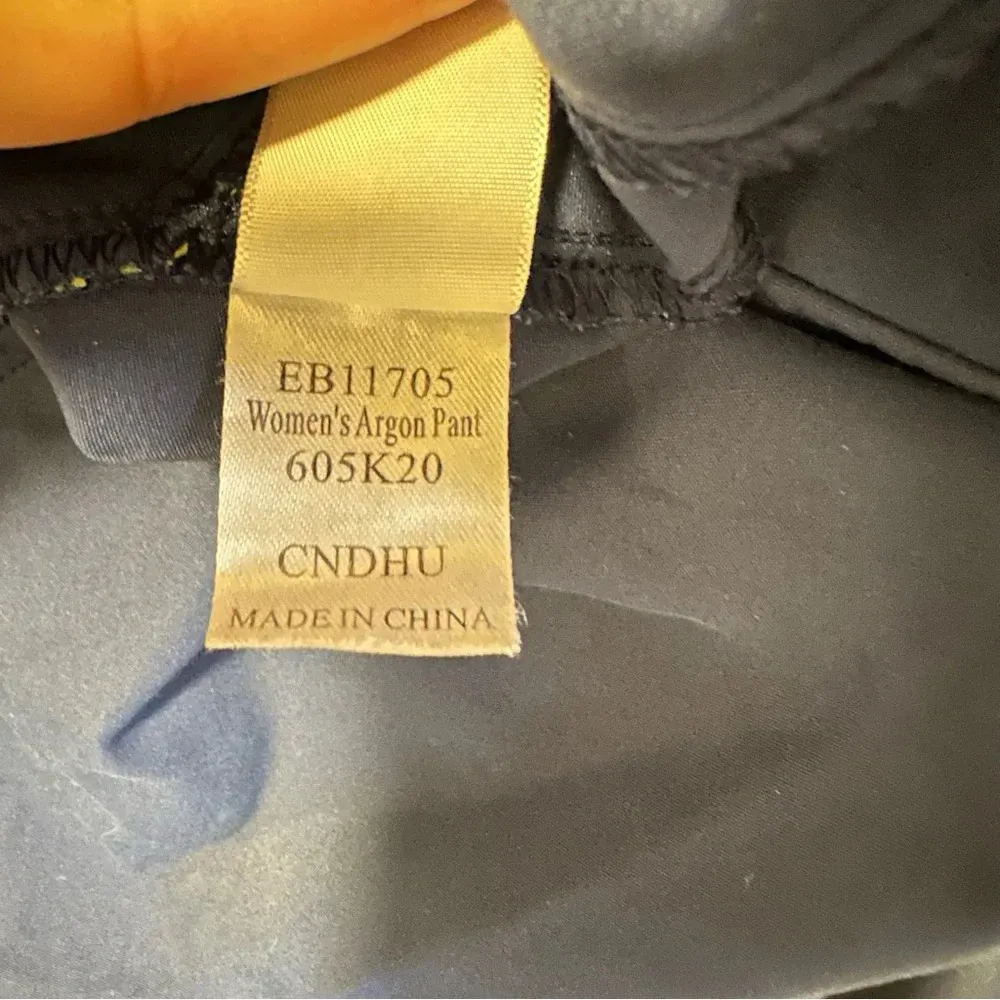 EB11705
Women's Argon Pant
605K20
CNDHU
MADE IN CHINA